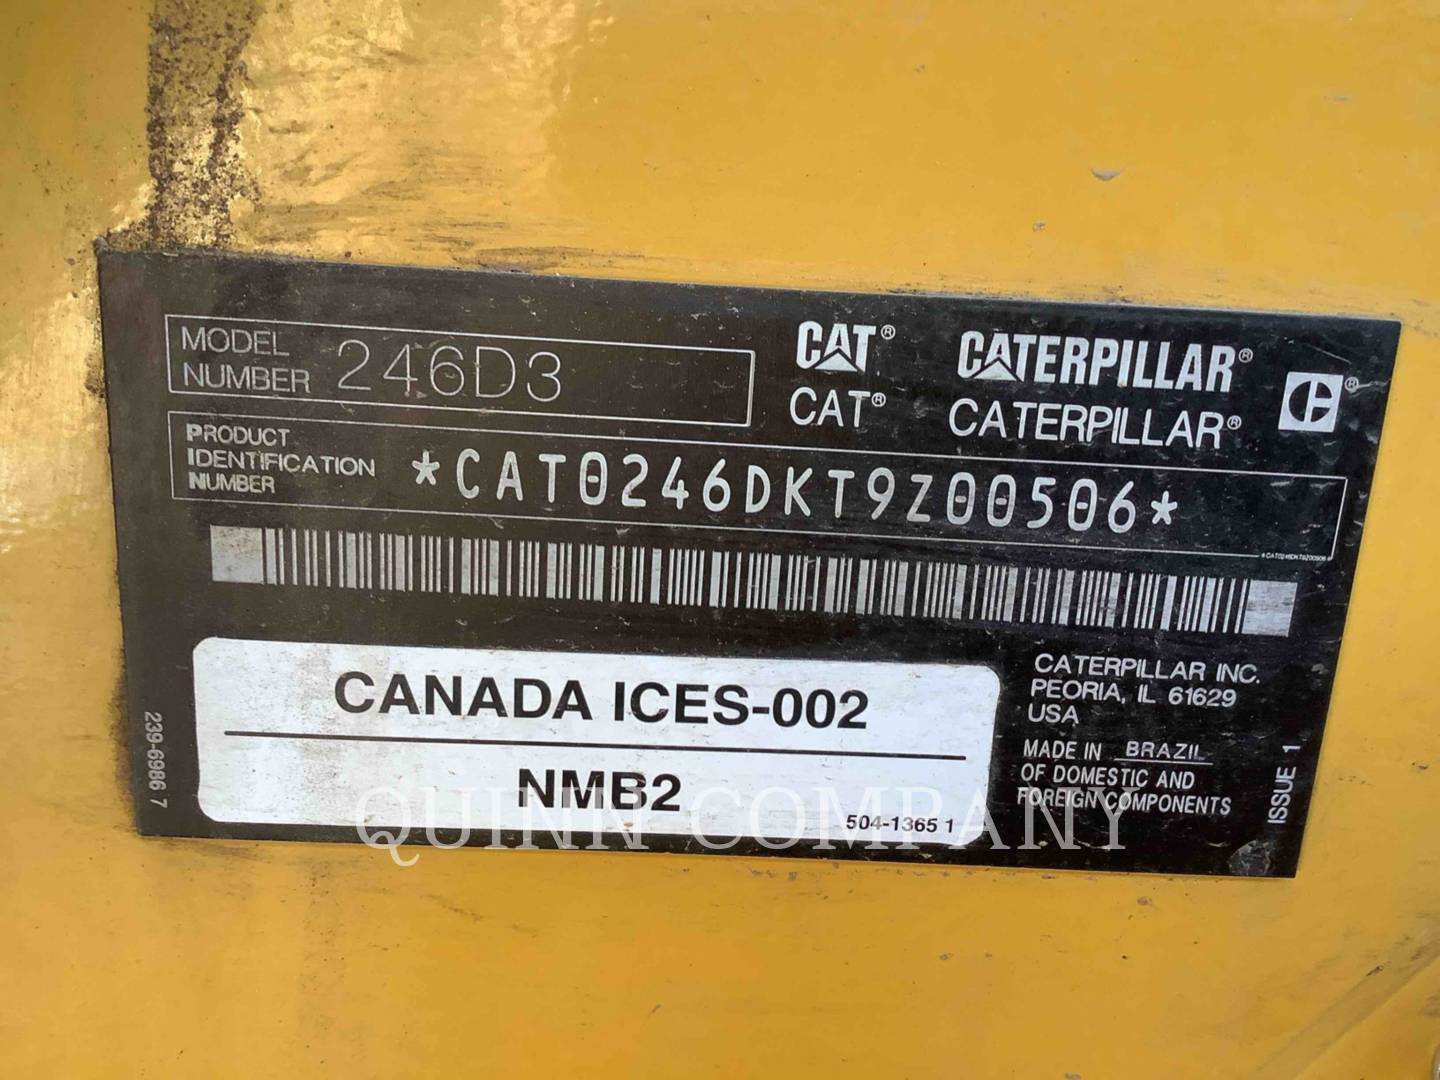 MODEL
NUMBER 246D3
CAT® CATERPILLAR®
CAT® CATERPILLAR®
PRODUCT
IDENTIFICATION
NUMBER
*CAT0246DKT9Z00506*
*CAT0246DKT9Z00506*
CANADA ICES-002
NMB2
504-1365 1
CATERPILLAR INC.
PEORIA, IL 61629
USA
MADE IN BRAZIL
OF DOMESTIC AND
FOREIGN COMPONENTS
ISSUE 1
239-6986 7
QUINN COMPANY